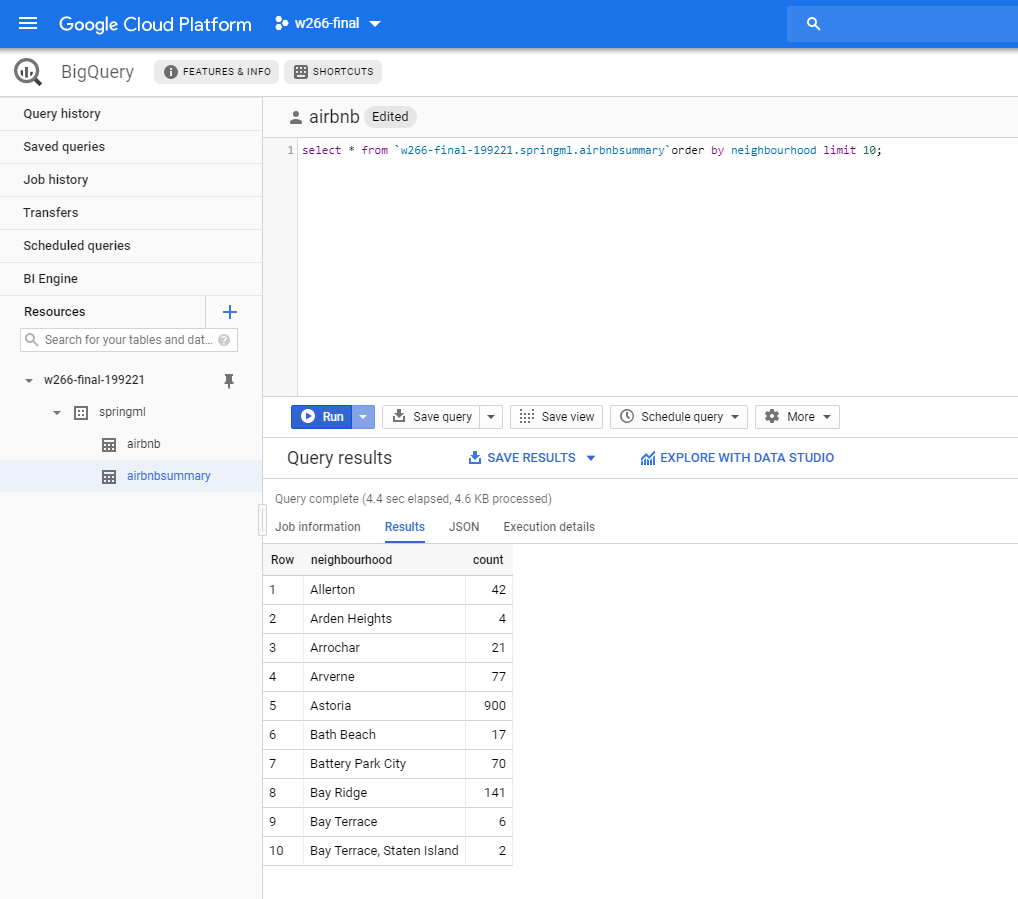 Google Cloud Platform w266-final
BigQuery FEATURES & INFO SHORTCUTS
Query history
Saved queries
Job history
Transfers
Scheduled queries
BI Engine
Resources
Search for your tables and dat...
w266-final-199221
springml
airbnb
airbnbsummary
airbnb Edited
1 select * from `w266-final-199221.springml.airbnbsummary`order by neighbourhood limit 10;
Run Save query Save view Schedule query More
Query results SAVE RESULTS EXPLORE WITH DATA STUDIO
Query complete (4.4 sec elapsed, 4.6 KB processed)
Job information Results JSON Execution details
Row neighbourhood count
1 Allerton 42
2 Arden Heights 4
3 Arrochar 21
4 Arverne 77
5 Astoria 900
6 Bath Beach 17
7 Battery Park City 70
8 Bay Ridge 141
9 Bay Terrace 6
10 Bay Terrace, Staten Island 2